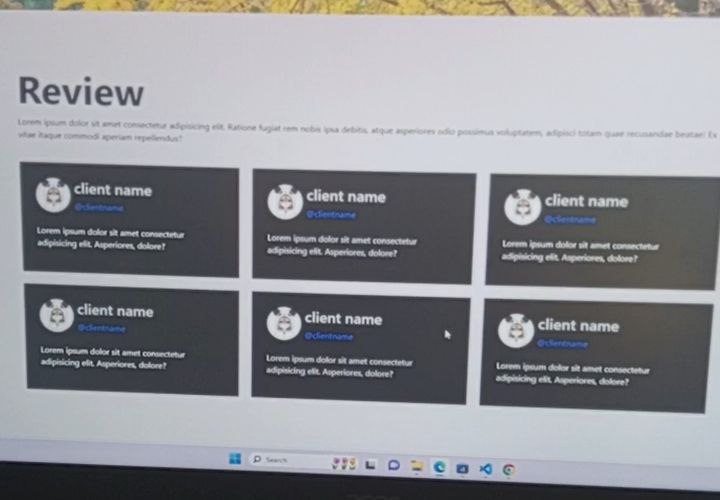 Review
Lorem ipsum dolor sit amet consectetur adipisicing elit. Ratione fugiat rem nobis ipsa debitis, atque asperiores odio possimus voluptatem, adipisci totam quae recusandae beatae! Ex
vitae itaque commodi aperiam repellendus?
client name
@clientname
Lorem ipsum dolor sit amet consectetur
adipisicing elit. Asperiores, dolore?
client name
@clientname
Lorem ipsum dolor sit amet consectetur
adipisicing elit. Asperiores, dolore?
client name
@clientname
Lorem ipsum dolor sit amet consectetur
adipisicing elit. Asperiores, dolore?
client name
@clientname
Lorem ipsum dolor sit amet consectetur
adipisicing elit. Asperiores, dolore?
client name
@clientname
Lorem ipsum dolor sit amet consectetur
adipisicing elit. Asperiores, dolore?
client name
@clientname
Lorem ipsum dolor sit amet consectetur
adipisicing elit. Asperiores, dolore?
Search